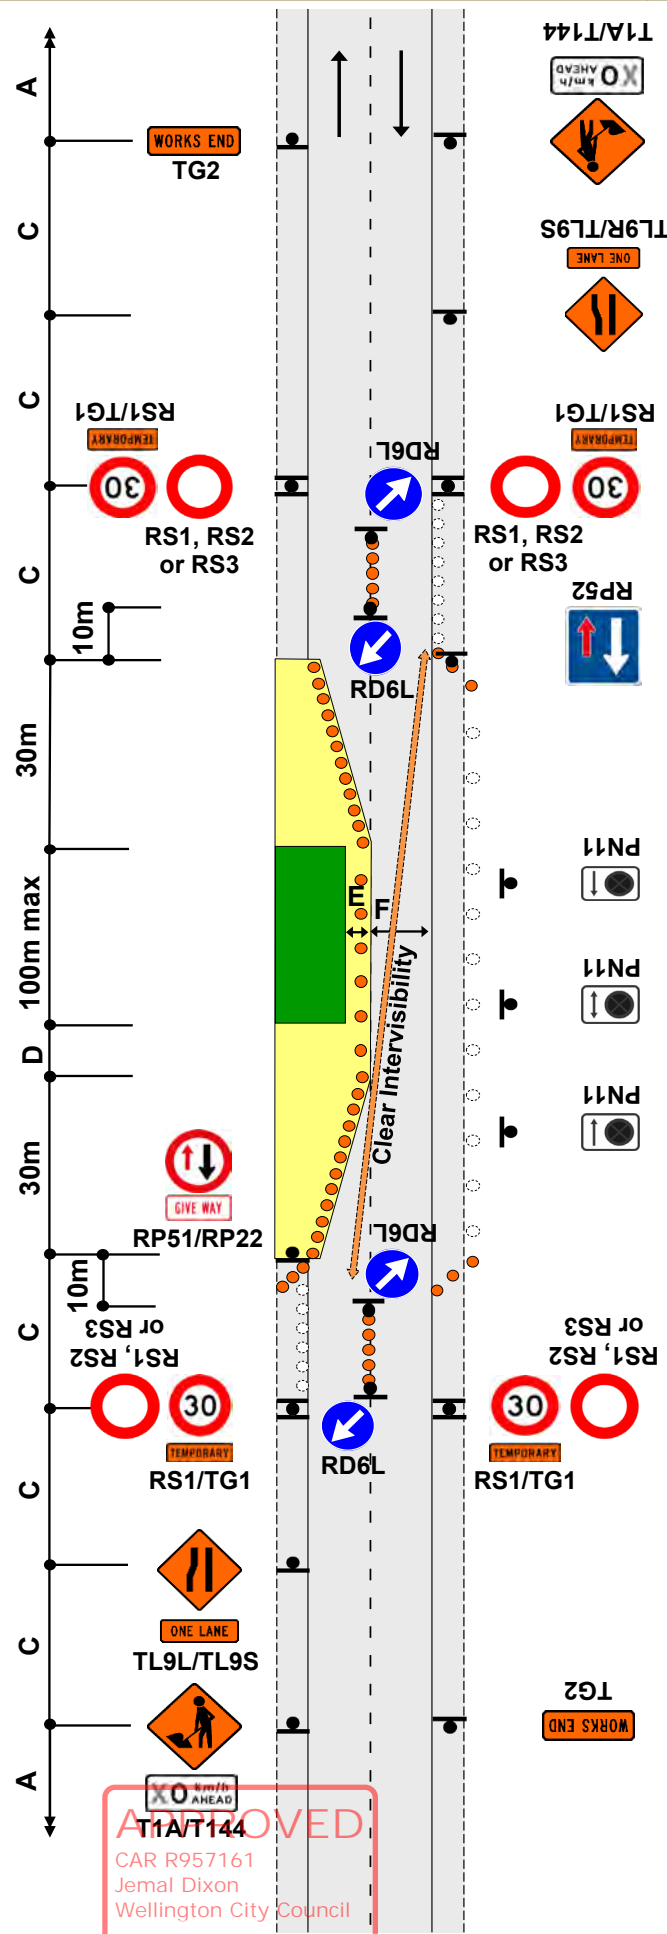 T1A/T144
X0 km/h
AHEAD
A
WORKS END
TG2
C
TL9R/TL9S
ONE LANE
C
RS1/TG1
TEMPORARY
30
RD6L
RS1/TG1
TEMPORARY
30
RS1, RS2
or RS3
RS1, RS2
or RS3
C
RP52
10m
RD6L
30m
PN11
100m max
E
F
PN11
Clear Intervisibility
D
PN11
30m
GIVE WAY
RP51/RP22
RD6L
10m
C
RS1, RS2
or RS3
RS1, RS2
or RS3
30
TEMPORARY
RS1/TG1
30
TEMPORARY
RS1/TG1
RD6L
C
ONE LANE
TL9L/TL9S
C
TG2
WORKS END
A
X0 km/h
AHEAD
T1A/T144
APPROVED
CAR R957161
Jemal Dixon
Wellington City Council